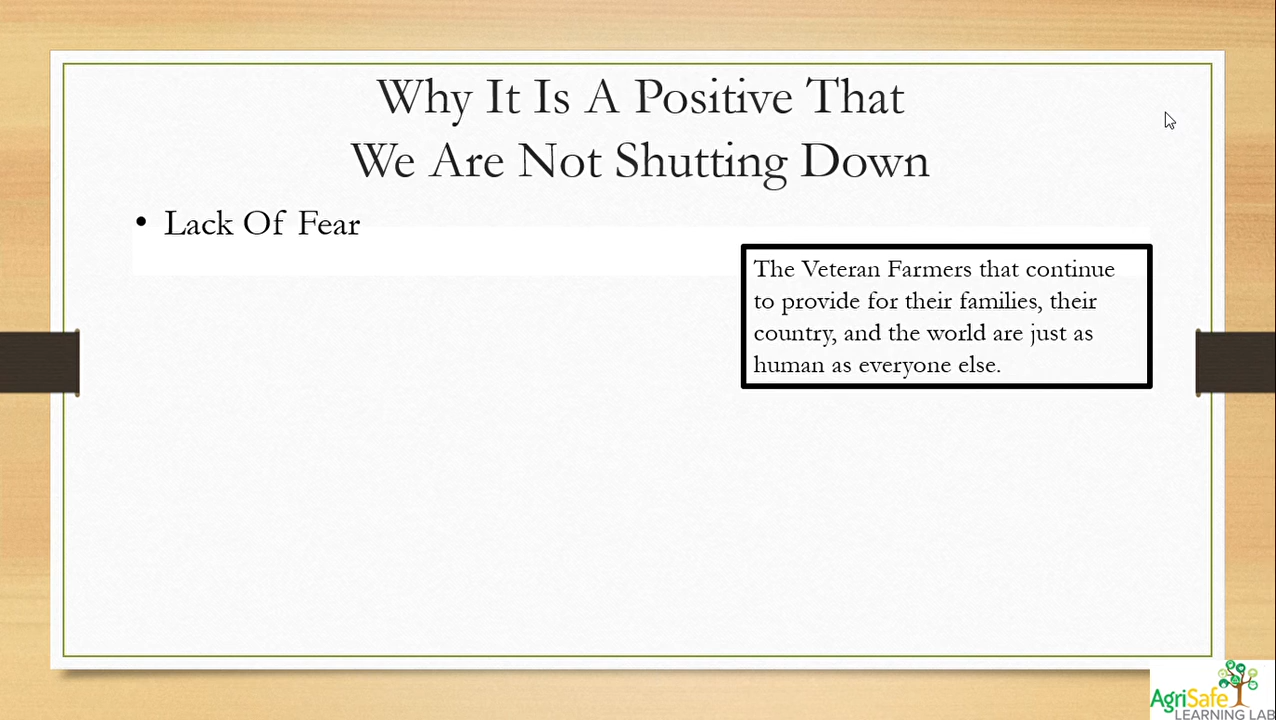 Why It Is A Positive That
We Are Not Shutting Down
• Lack Of Fear
The Veteran Farmers that continue
to provide for their families, their
country, and the world are just as
human as everyone else.
AgriSafe
LEARNING LAB